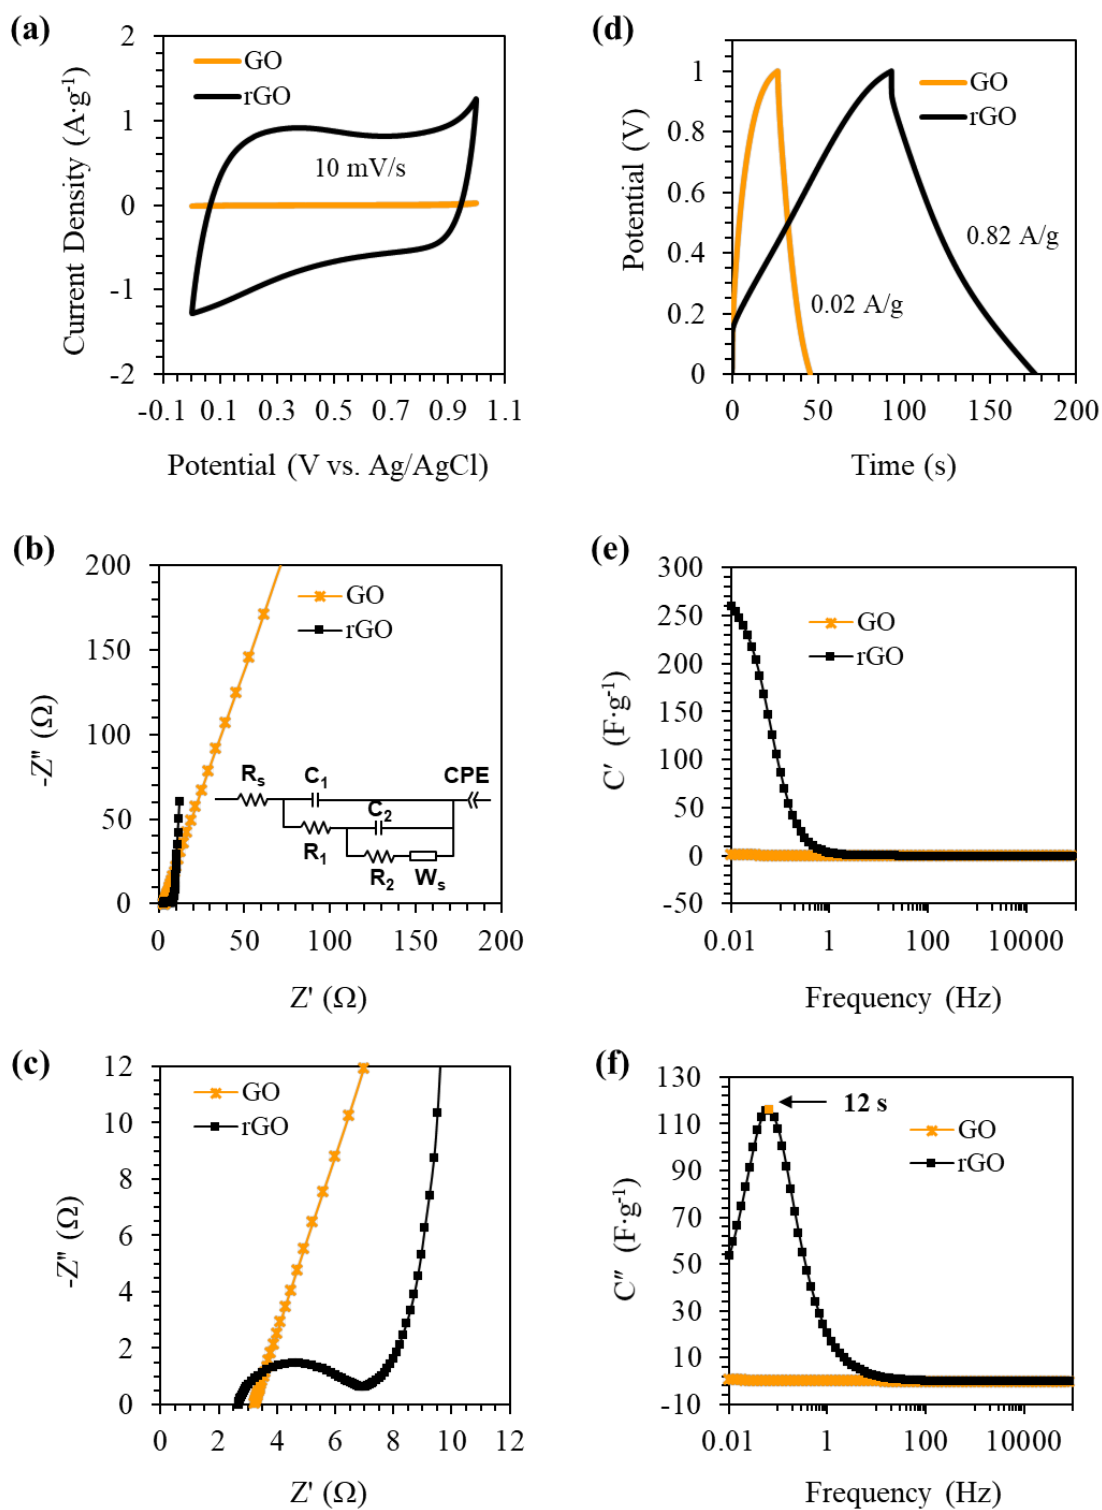 (a)
2
1
0
-1
-2
GO
rGO
10 mV/s
Current Density (A·g⁻¹)
-0.1 0.1 0.3 0.5 0.7 0.9 1.1
Potential (V vs. Ag/AgCl)
(d)
1
0.8
0.6
0.4
0.2
0
GO
rGO
0.82 A/g
0.02 A/g
Potential (V)
0 50 100 150 200
Time (s)
(b)
200
150
100
50
0
GO
rGO
Rs C1 CPE
C2
R1
R2 Ws
-Z" (Ω)
0 50 100 150 200
Z' (Ω)
(e)
300
250
200
150
100
50
0
-50
GO
rGO
C′ (F·g⁻¹)
0.01 1 100 10000
Frequency (Hz)
(c)
12
10
8
6
4
2
0
GO
rGO
-Z" (Ω)
0 2 4 6 8 10 12
Z' (Ω)
(f)
130
110
90
70
50
30
10
-10
12 s
GO
rGO
C″ (F·g⁻¹)
0.01 1 100 10000
Frequency (Hz)